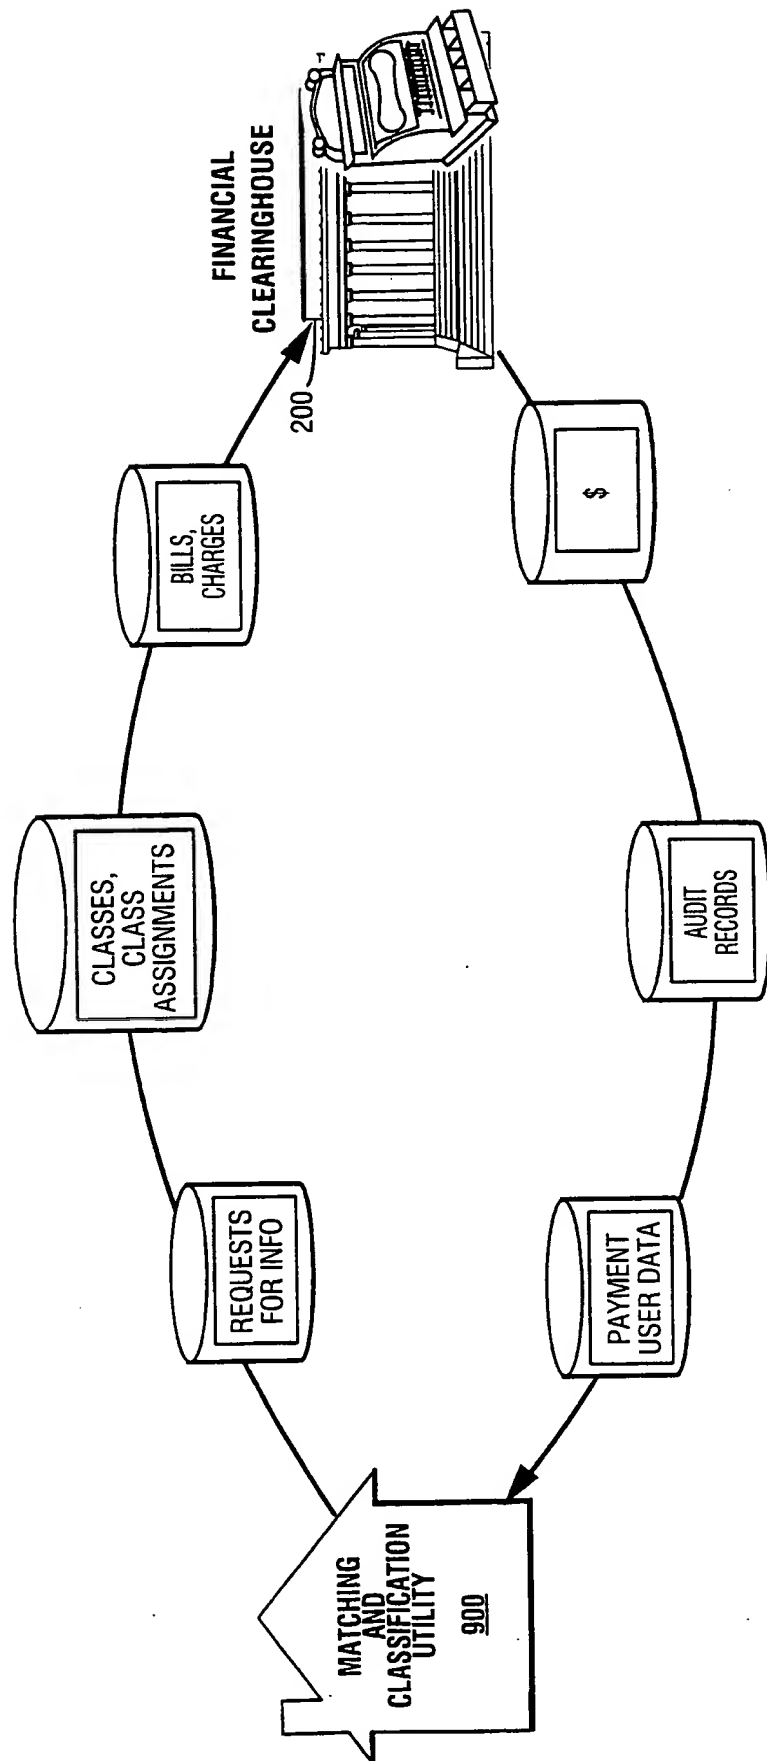 CLASSES,
CLASS
ASSIGNMENTS
REQUESTS
FOR INFO
BILLS,
CHARGES
FINANCIAL
CLEARINGHOUSE
200
MATCHING
AND
CLASSIFICATION
UTILITY
900
PAYMENT
USER DATA
AUDIT
RECORDS
$